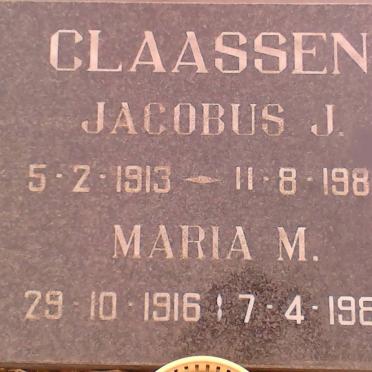 CLAASSEN
JACOBUS J.
5-2-1913 - 11-8-198
MARIA M.
29-10-1916 : 7-4-198